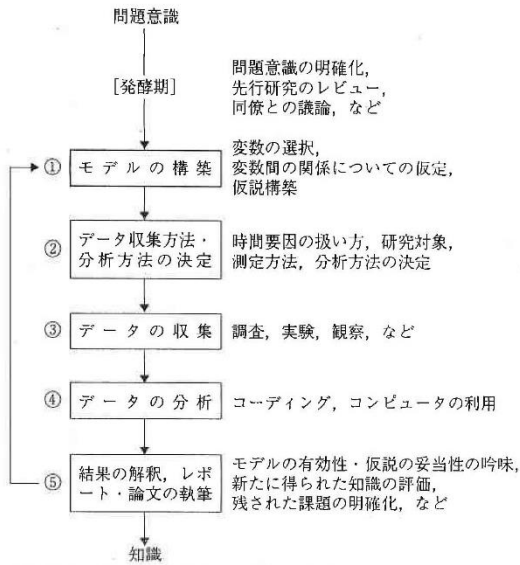 問題意識
[発酵期]
問題意識の明確化,
先行研究のレビュー,
同僚との議論, など
① モデルの構築
変数の選択,
変数間の関係についての仮定,
仮説構築
② データ収集方法・
分析方法の決定
時間要因の扱い方, 研究対象,
測定方法, 分析方法の決定
③ データの収集
調査, 実験, 観察, など
④ データの分析
コーディング, コンピュータの利用
⑤ 結果の解釈, レポ
ート・論文の執筆
モデルの有効性・仮説の妥当性の吟味,
新たに得られた知識の評価,
残された課題の明確化, など
知識